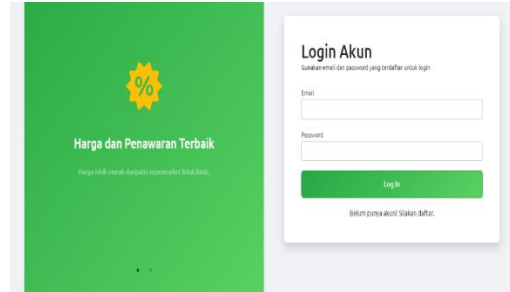 %
Harga dan Penawaran Terbaik
Harga lebih murah daripada supermarket lokal Anda.
Login Akun
Gunakan email dan password yang terdaftar untuk login
Email
Password
Log In
Belum punya akun? Silakan daftar.